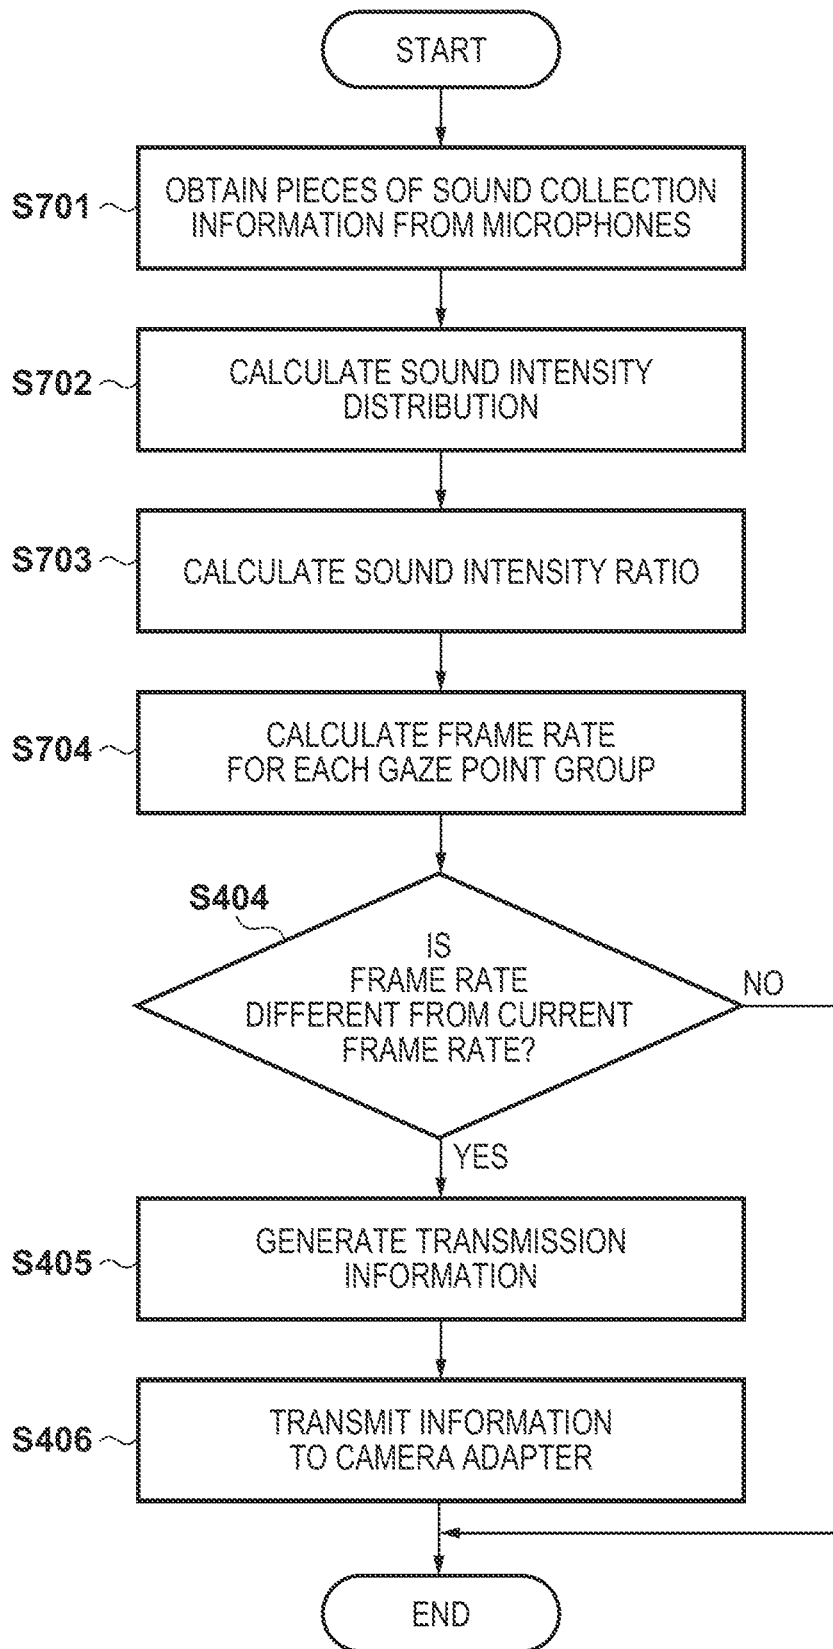 START
S701
OBTAIN PIECES OF SOUND COLLECTION
INFORMATION FROM MICROPHONES
S702
CALCULATE SOUND INTENSITY
DISTRIBUTION
S703
CALCULATE SOUND INTENSITY RATIO
S704
CALCULATE FRAME RATE
FOR EACH GAZE POINT GROUP
S404
IS
FRAME RATE
DIFFERENT FROM CURRENT
FRAME RATE?
NO
YES
S405
GENERATE TRANSMISSION
INFORMATION
S406
TRANSMIT INFORMATION
TO CAMERA ADAPTER
END